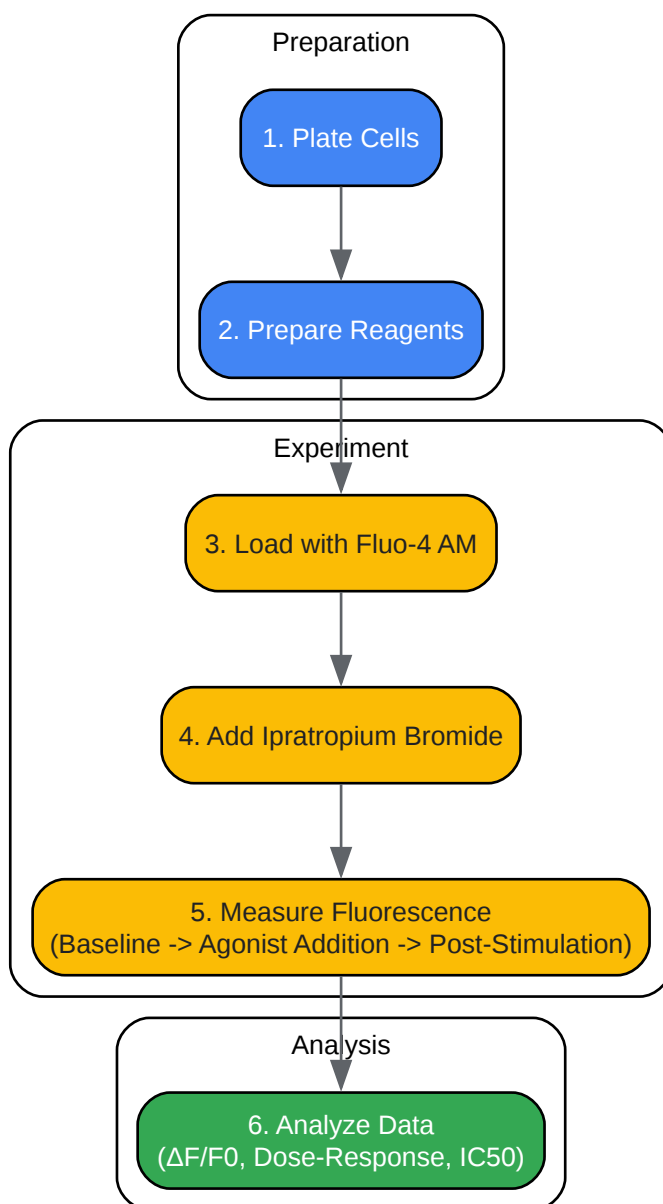 Preparation
1. Plate Cells
2. Prepare Reagents
Experiment
3. Load with Fluo-4 AM
4. Add Ipratropium Bromide
5. Measure Fluorescence
(Baseline -> Agonist Addition -> Post-Stimulation)
Analysis
6. Analyze Data
(ΔF/F0, Dose-Response, IC50)